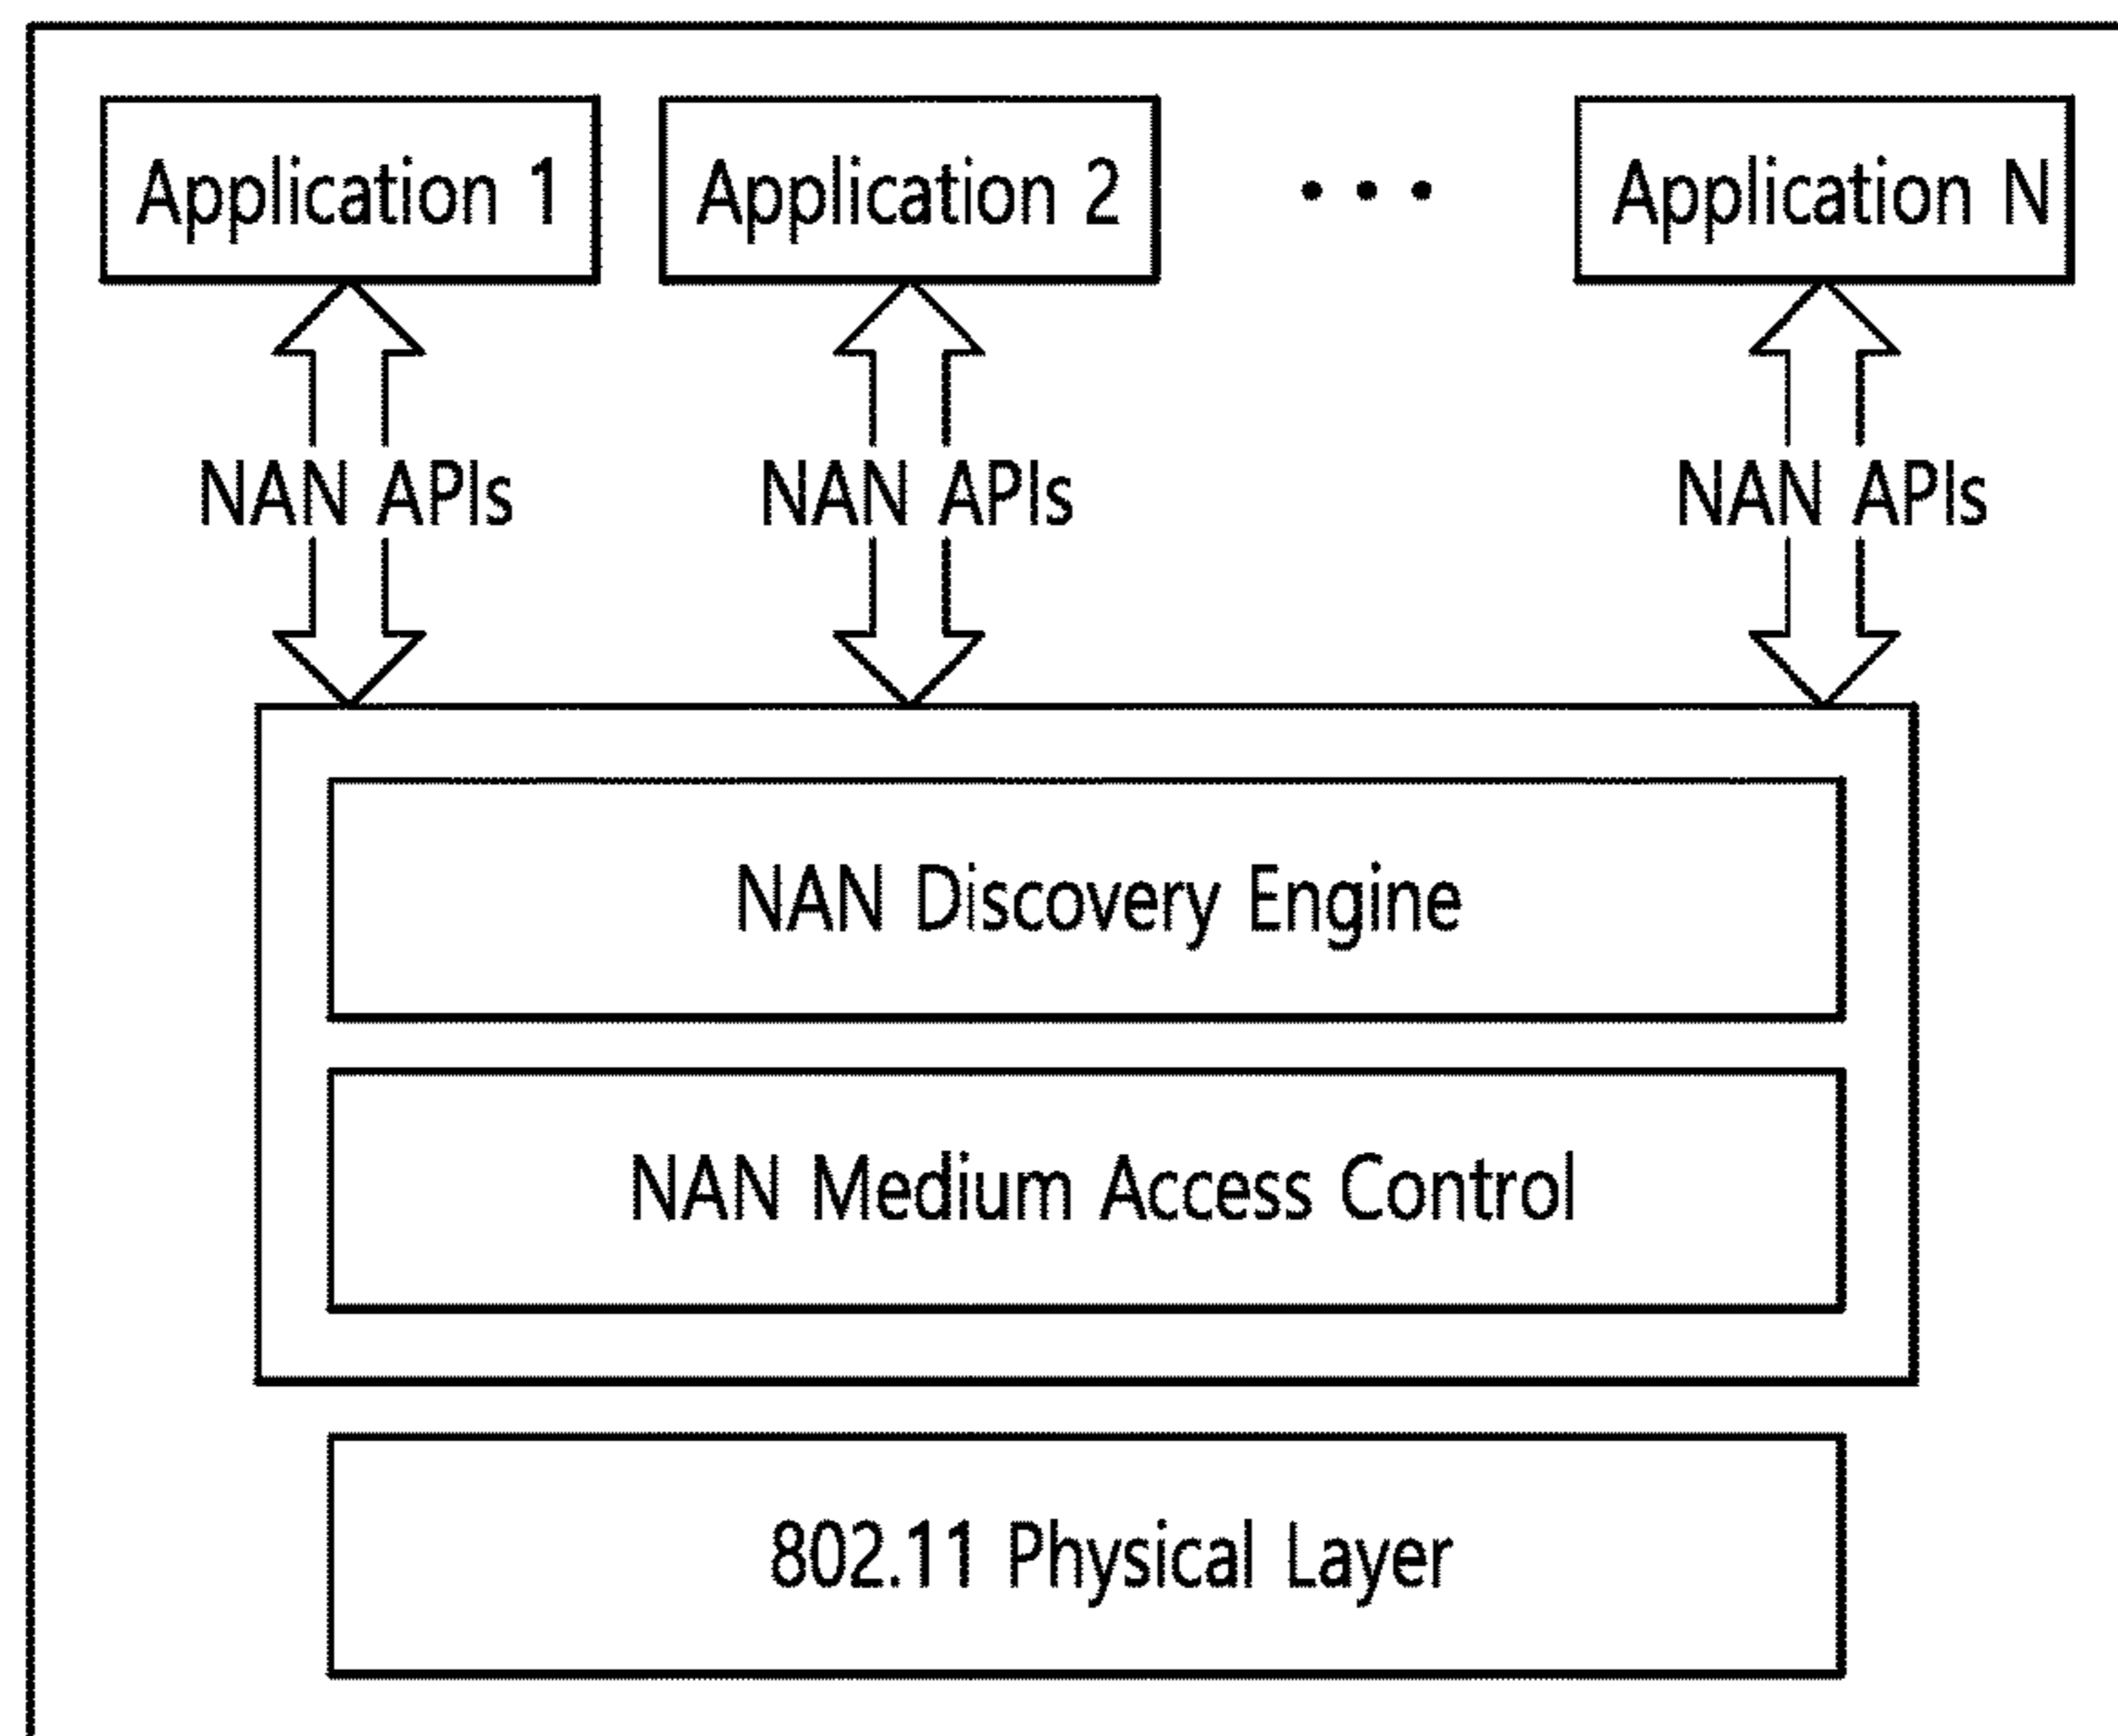 Application 1 Application 2 • • • Application N
NAN APIs NAN APIs NAN APIs
NAN Discovery Engine
NAN Medium Access Control
802.11 Physical Layer